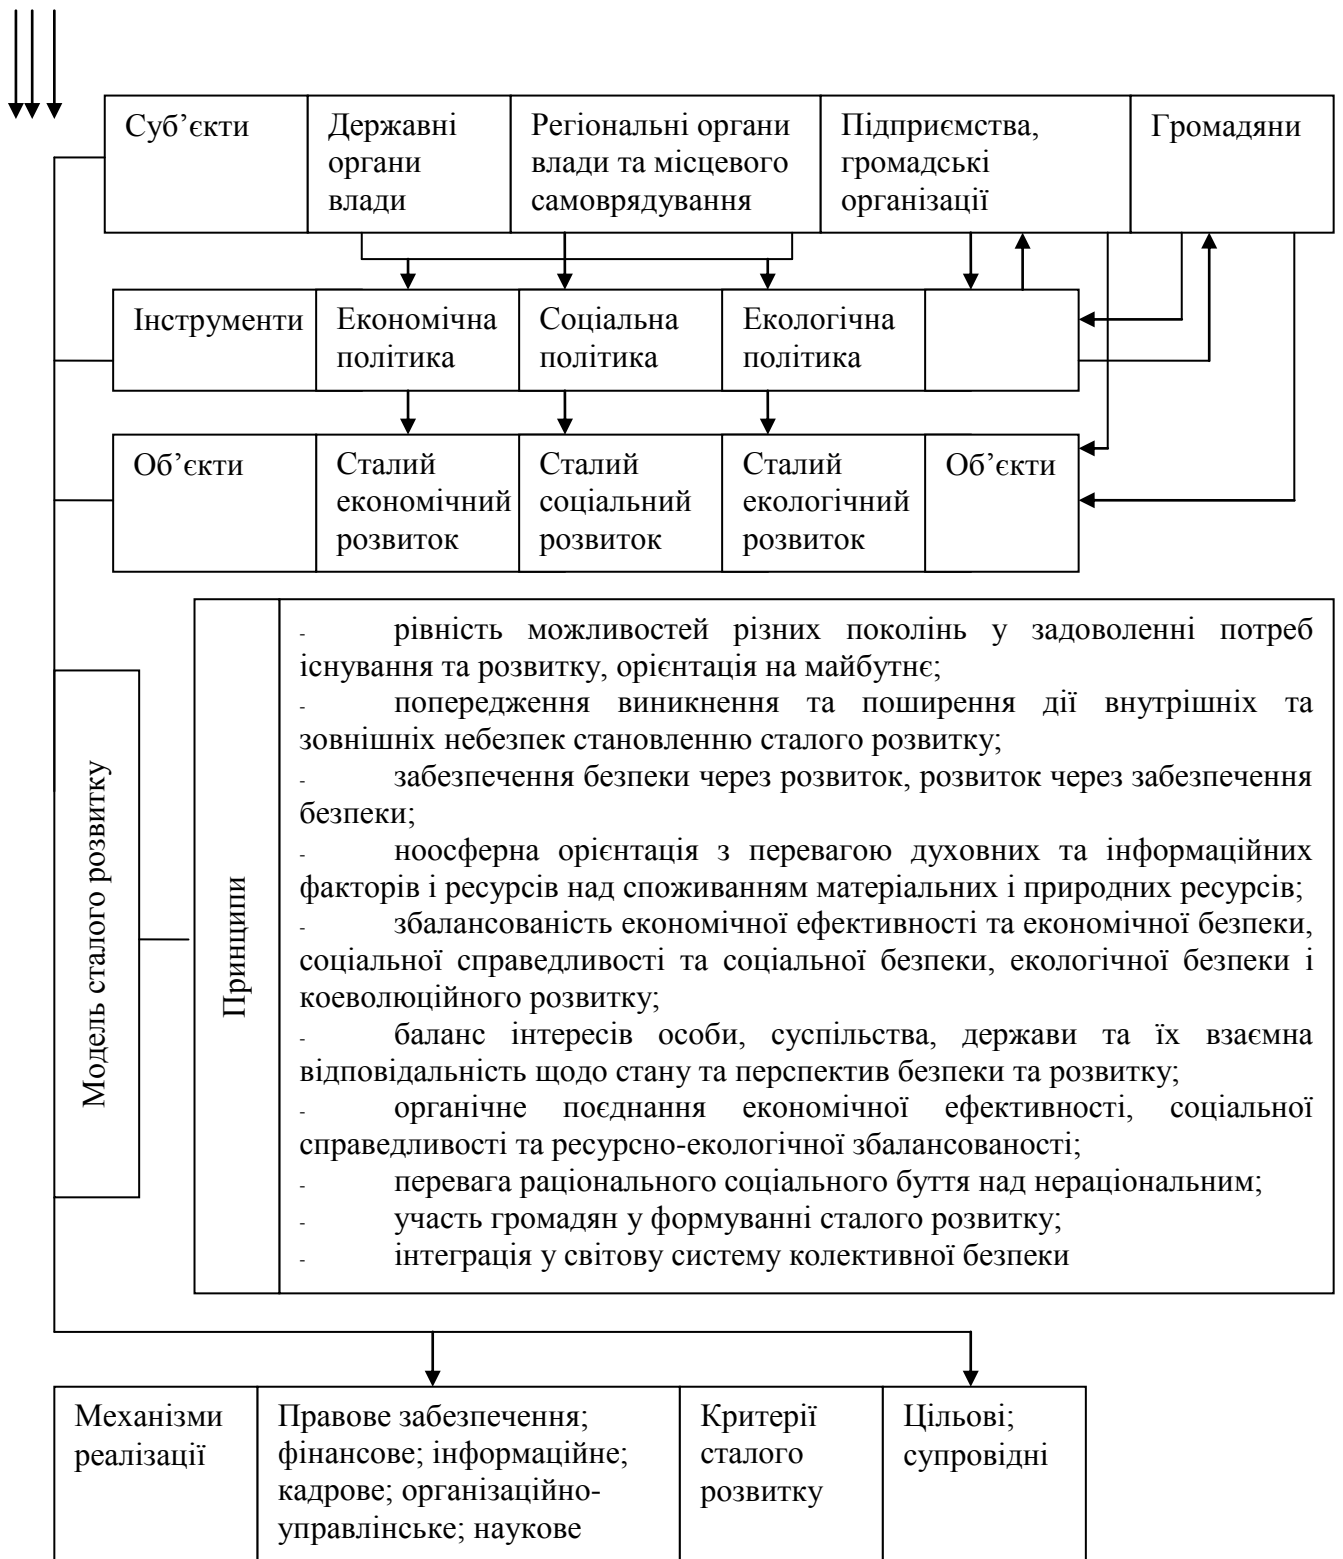 Суб’єкти
Державні
органи
влади
Регіональні органи
влади та місцевого
самоврядування
Підприємства,
громадські
організації
Громадяни
Інструменти
Економічна
політика
Соціальна
політика
Екологічна
політика
Об’єкти
Сталий
економічний
розвиток
Сталий
соціальний
розвиток
Сталий
екологічний
розвиток
Об’єкти
Модель сталого розвитку
Принципи
- рівність можливостей різних поколінь у задоволенні потреб
існування та розвитку, орієнтація на майбутнє;
- попередження виникнення та поширення дії внутрішніх та
зовнішніх небезпек становленню сталого розвитку;
- забезпечення безпеки через розвиток, розвиток через забезпечення
безпеки;
- ноосферна орієнтація з перевагою духовних та інформаційних
факторів і ресурсів над споживанням матеріальних і природних ресурсів;
- збалансованість економічної ефективності та економічної безпеки,
соціальної справедливості та соціальної безпеки, екологічної безпеки і
коеволюційного розвитку;
- баланс інтересів особи, суспільства, держави та їх взаємна
відповідальність щодо стану та перспектив безпеки та розвитку;
- органічне поєднання економічної ефективності, соціальної
справедливості та ресурсно-екологічної збалансованості;
- перевага раціонального соціального буття над нераціональним;
- участь громадян у формуванні сталого розвитку;
- інтеграція у світову систему колективної безпеки
Механізми
реалізації
Правове забезпечення;
фінансове; інформаційне;
кадрове; організаційно-
управлінське; наукове
Критерії
сталого
розвитку
Цільові;
супровідні